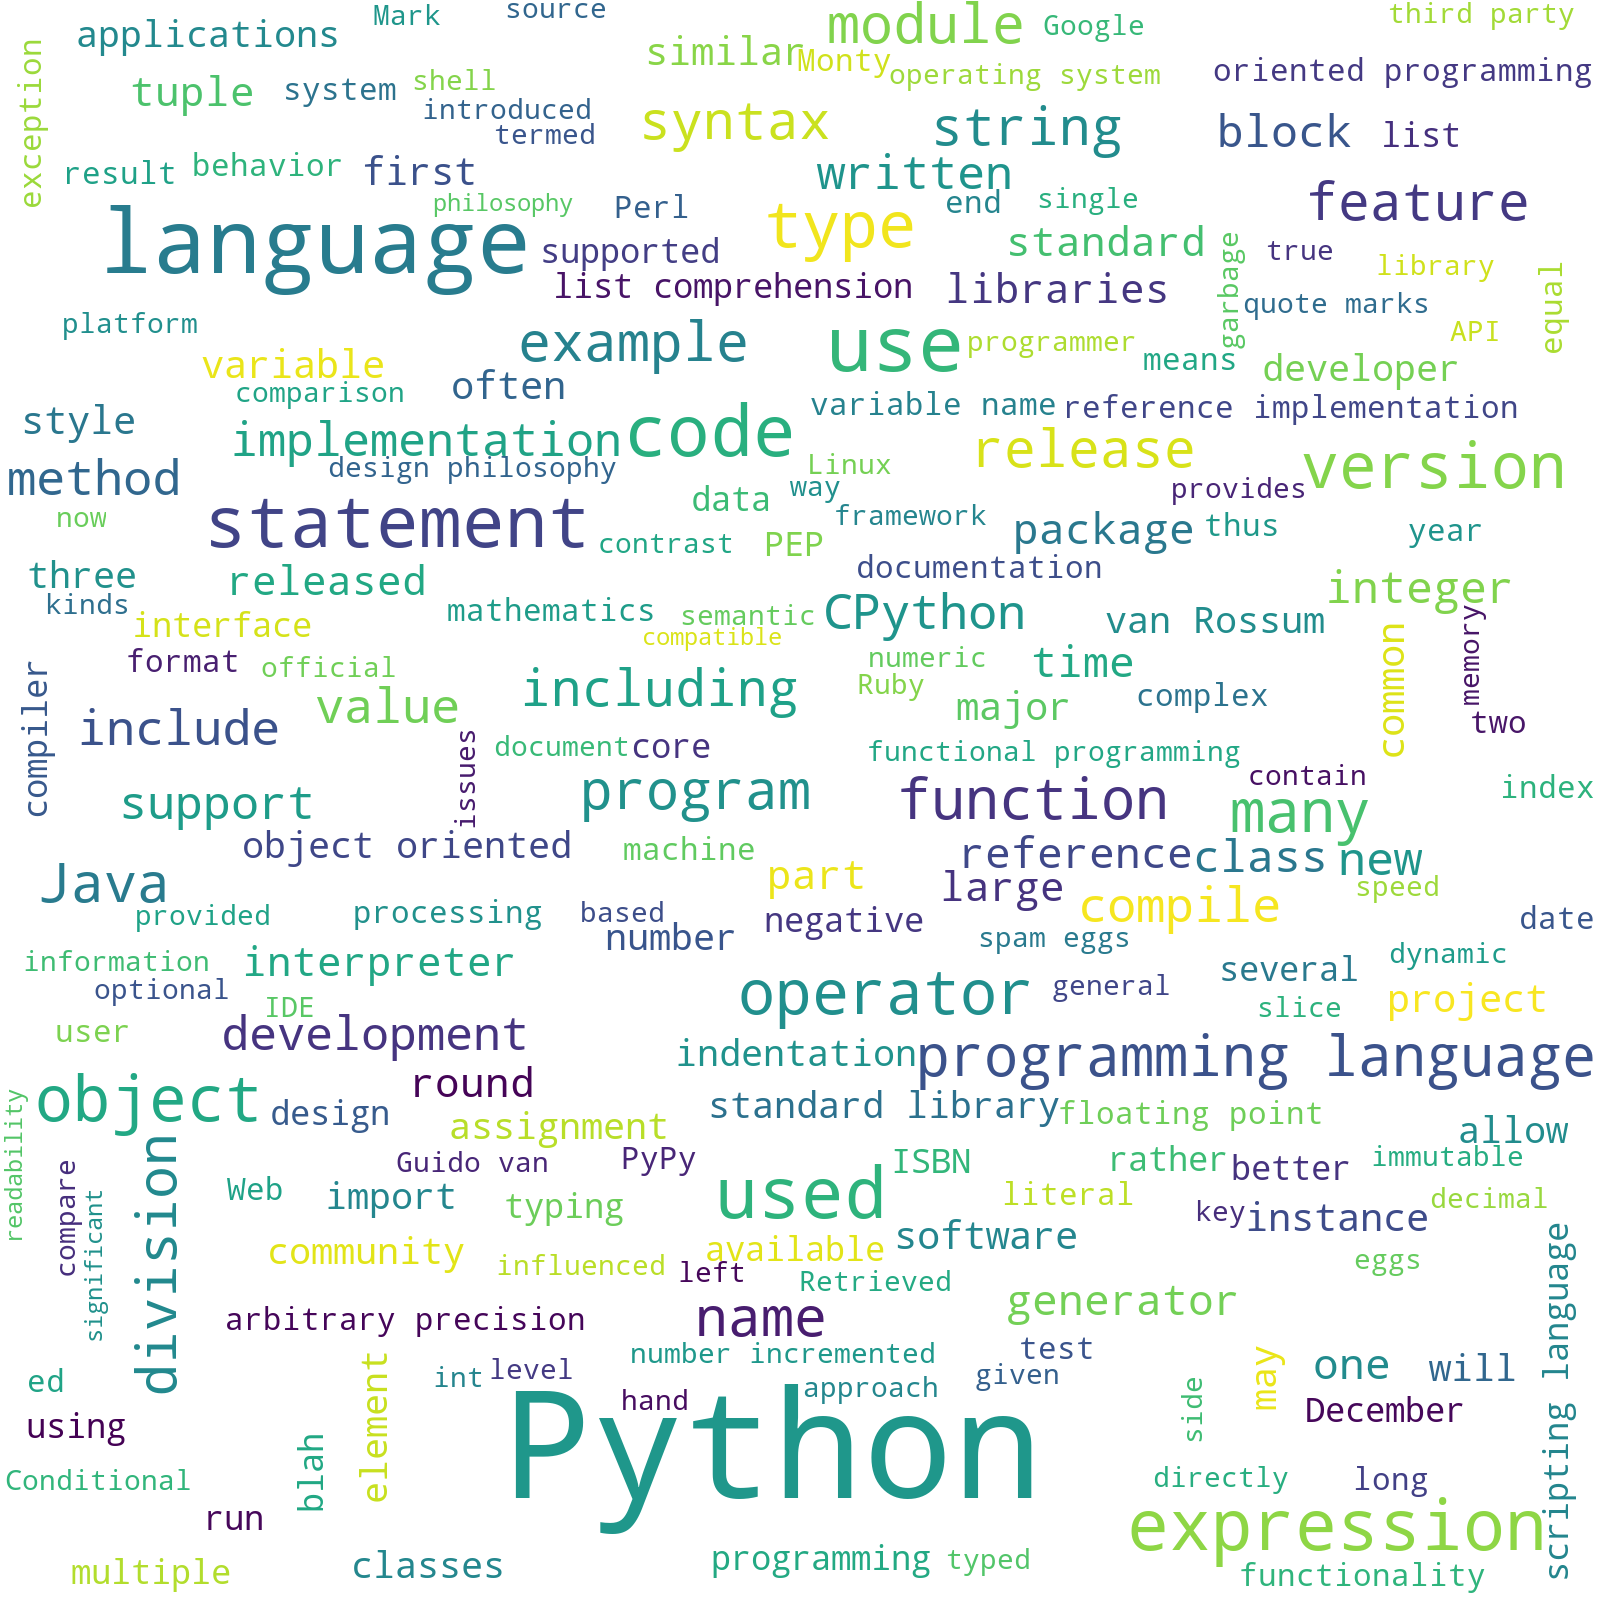 Mark
source
applications
module
Google
third party
similar
Monty
operating system
oriented programming
exception
tuple
system
shell
introduced
termed
syntax
string
block
list
result
behavior
first
written
philosophy
Perl
end
single
feature
language
type
supported
standard
garbage
true
library
list comprehension
libraries
quote marks
equal
platform
example
use
programmer
API
variable
comparison
often
means
developer
style
variable name
reference implementation
implementation
code
release
version
method
design philosophy
Linux
way
provides
now
statement
data
framework
package
thus
year
contrast
PEP
three
kinds
released
documentation
integer
interface
mathematics
semantic
compatible
CPython
van Rossum
memory
format
official
numeric
Ruby
time
common
compiler
include
value
including
major
complex
two
issues
document
core
functional programming
contain
index
support
program
function
many
object oriented
machine
reference
class
new
Java
part
large
compile
speed
provided
processing
based
number
negative
spam eggs
date
information
optional
interpreter
several
dynamic
IDE
operator
general
slice
project
user
development
indentation
programming language
object
round
readability
design
assignment
standard library
floating point
allow
division
compare
significant
Guido van
PyPy
ISBN
rather
better
immutable
Web
import
typing
used
literal
key
instance
decimal
community
influenced
left
available
software
eggs
scripting language
Retrieved
arbitrary precision
name
generator
number incremented
test
ed
element
int
level
approach
given
may
one
will
using
hand
Python
side
December
Conditional
blah
directly
long
run
expression
multiple
classes
programming
typed
functionality